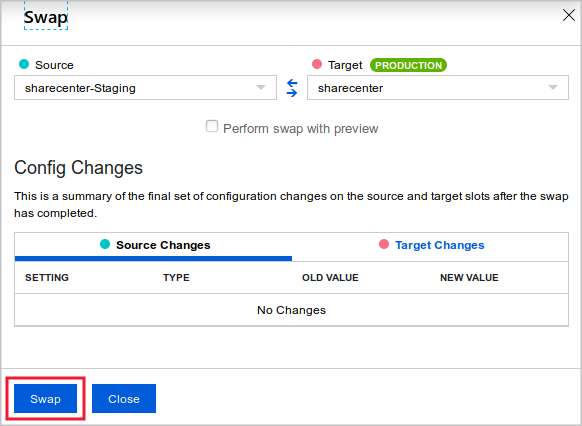 Swap
Source
Target PRODUCTION
sharecenter-Staging
sharecenter
Perform swap with preview
Config Changes
This is a summary of the final set of configuration changes on the source and target slots after the swap
has completed.
Source Changes
Target Changes
SETTING TYPE OLD VALUE NEW VALUE
No Changes
Swap
Close